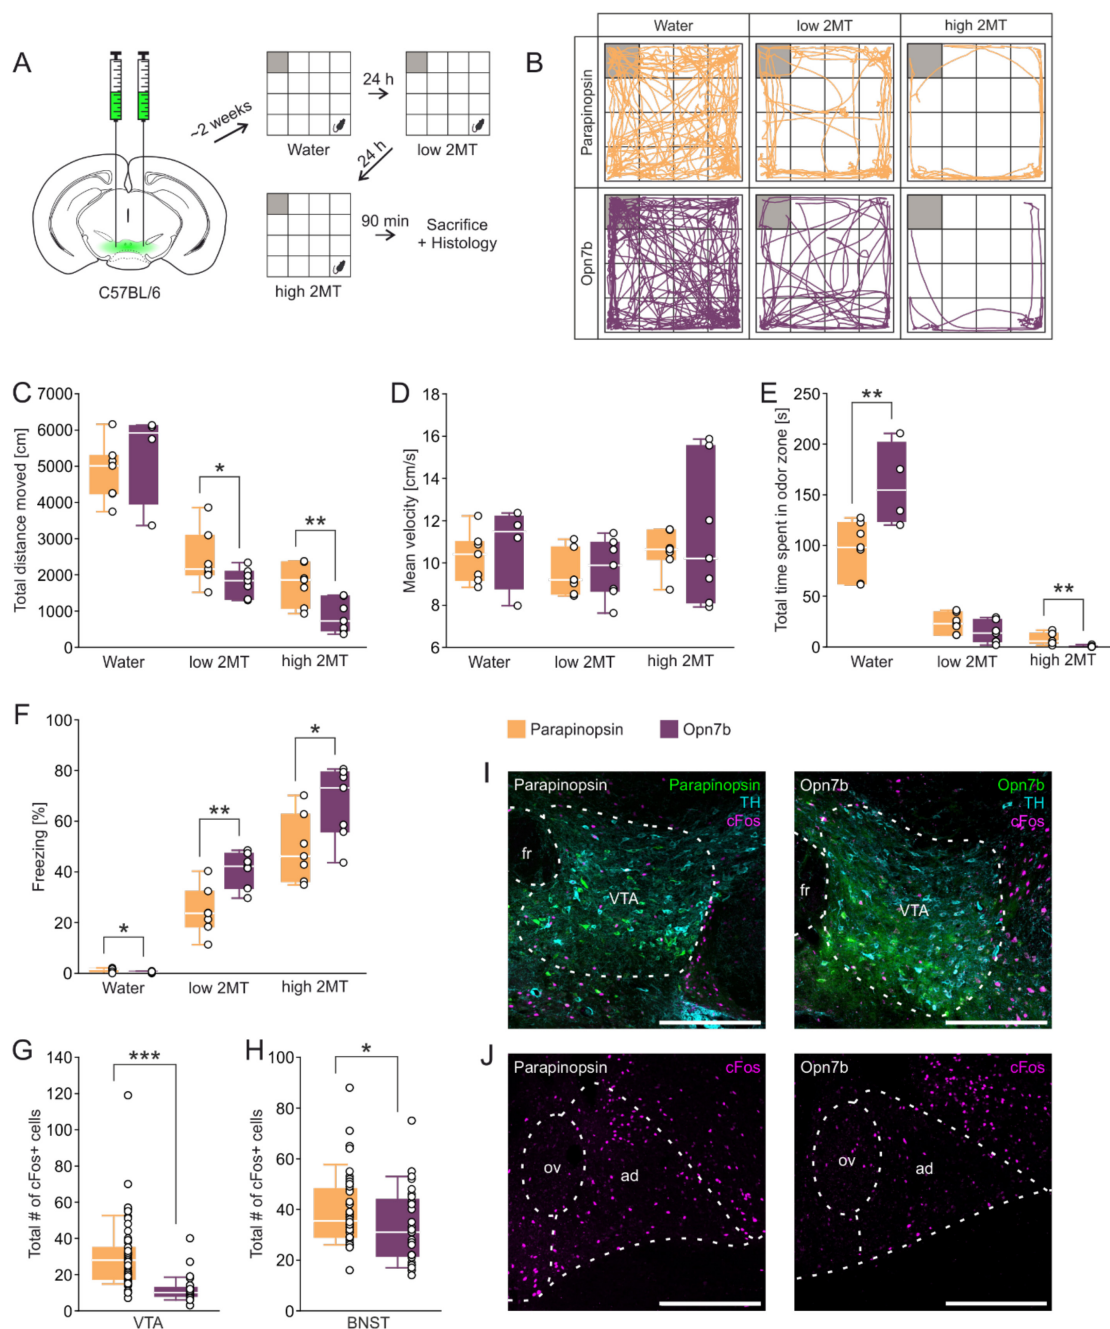 A
~2 weeks
24 h
Water
low 2MT
24 h
90 min
Sacrifice
+ Histology
high 2MT
C57BL/6
B
Water
low 2MT
high 2MT
Parapinopsin
Opn7b
C
Total distance moved [cm]
7000
6000
5000
4000
3000
2000
1000
0
*
**
Water
low 2MT
high 2MT
D
Mean velocity [cm/s]
18
16
14
12
10
8
6
Water
low 2MT
high 2MT
E
Total time spent in odor zone [s]
250
200
150
100
50
0
**
**
Water
low 2MT
high 2MT
F
Freezing [%]
100
80
60
40
20
0
*
**
*
Water
low 2MT
high 2MT
Parapinopsin
Opn7b
G
Total # of cFos+ cells
140
120
100
80
60
40
20
0
***
VTA
H
Total # of cFos+ cells
100
80
60
40
20
0
*
BNST
I
Parapinopsin
Parapinopsin
TH
cFos
fr
VTA
Opn7b
Opn7b
TH
cFos
fr
VTA
J
Parapinopsin
cFos
ov
ad
Opn7b
cFos
ov
ad